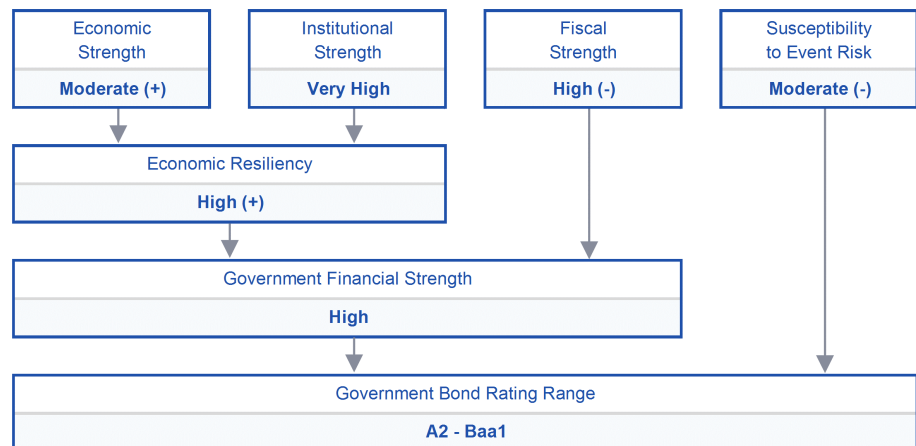 Economic
Strength
Moderate (+)
Institutional
Strength
Very High
Fiscal
Strength
High (-)
Susceptibility
to Event Risk
Moderate (-)
Economic Resiliency
High (+)
Government Financial Strength
High
Government Bond Rating Range
A2 - Baa1